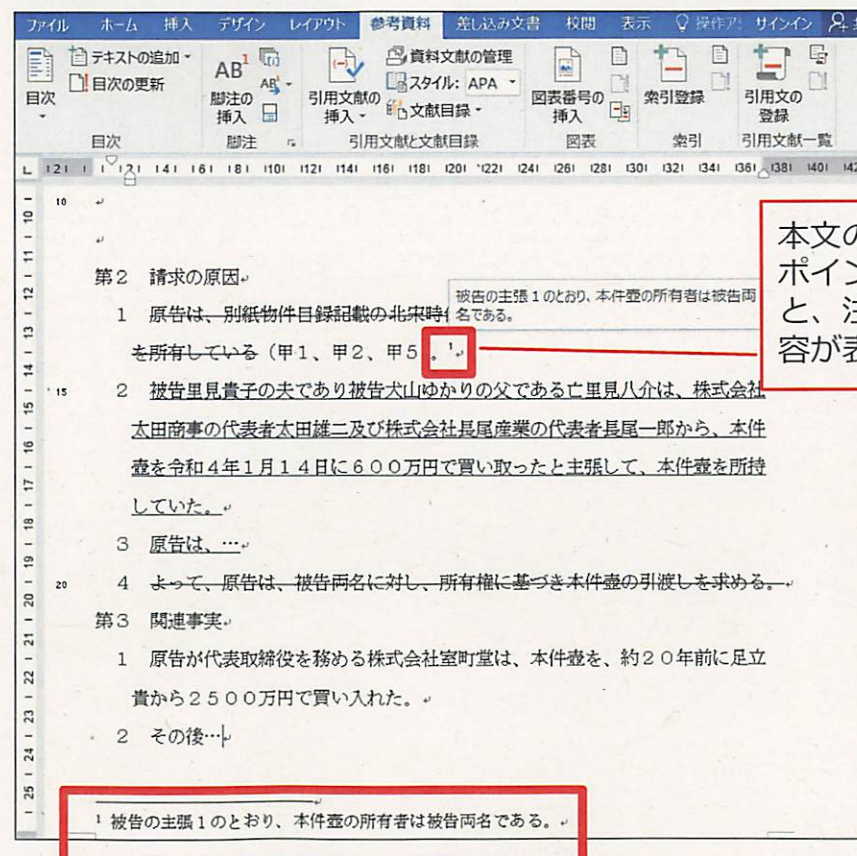 ファイル ホーム 挿入 デザイン レイアウト 参考資料 差し込み文書 校閲 表示 操作ア サインイン
目次
テキストの追加
目次の更新
目次
AB1
脚注の
挿入
AB
脚注
引用文献の
挿入
資料文献の管理
スタイル: APA
文献目録
引用文献と文献目録
図表番号の
挿入
図表
索引登録
索引
引用文の
登録
引用文献一覧
第2 請求の原因
1 原告は、別紙物件目録記載の北宋時
被告の主張1のとおり、本件壺の所有者は被告両
名である。
を所有している（甲1、甲2、甲5 。1
2 被告里見貴子の夫であり被告犬山ゆかりの父である亡里見八介は、株式会社
太田商事の代表者太田雄二及び株式会社長尾産業の代表者長尾一郎から、本件
壺を令和4年1月14日に600万円で買い取ったと主張して、本件壺を所持
していた。
3 原告は、…
4 よって、原告は、被告両名に対し、所有権に基づき本件壺の引渡しを求める。
第3 関連事実
1 原告が代表取締役を務める株式会社室町堂は、本件壺を、約20年前に足立
貴から2500万円で買い入れた。
2 その後…
1 被告の主張1のとおり、本件壺の所有者は被告両名である。
本文の
ポイン
と、注
容が表